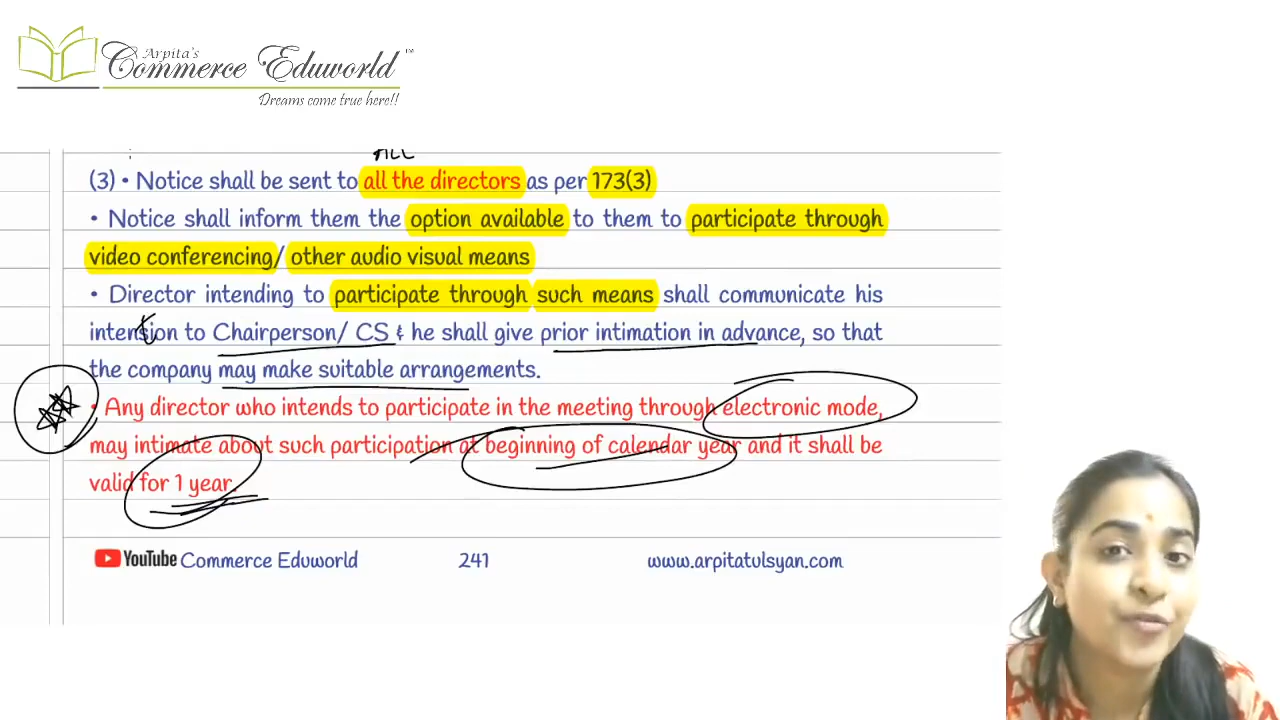 Arpita's
Commerce Eduworld™
Dreams come true here!!
ALL
(3) • Notice shall be sent to all the directors as per 173(3)
• Notice shall inform them the option available to them to participate through
video conferencing/ other audio visual means
• Director intending to participate through such means shall communicate his
intention to Chairperson/ CS & he shall give prior intimation in advance, so that
the company may make suitable arrangements.
• Any director who intends to participate in the meeting through electronic mode,
may intimate about such participation at beginning of calendar year and it shall be
valid for 1 year.
YouTube Commerce Eduworld 241 www.arpitatulsyan.com